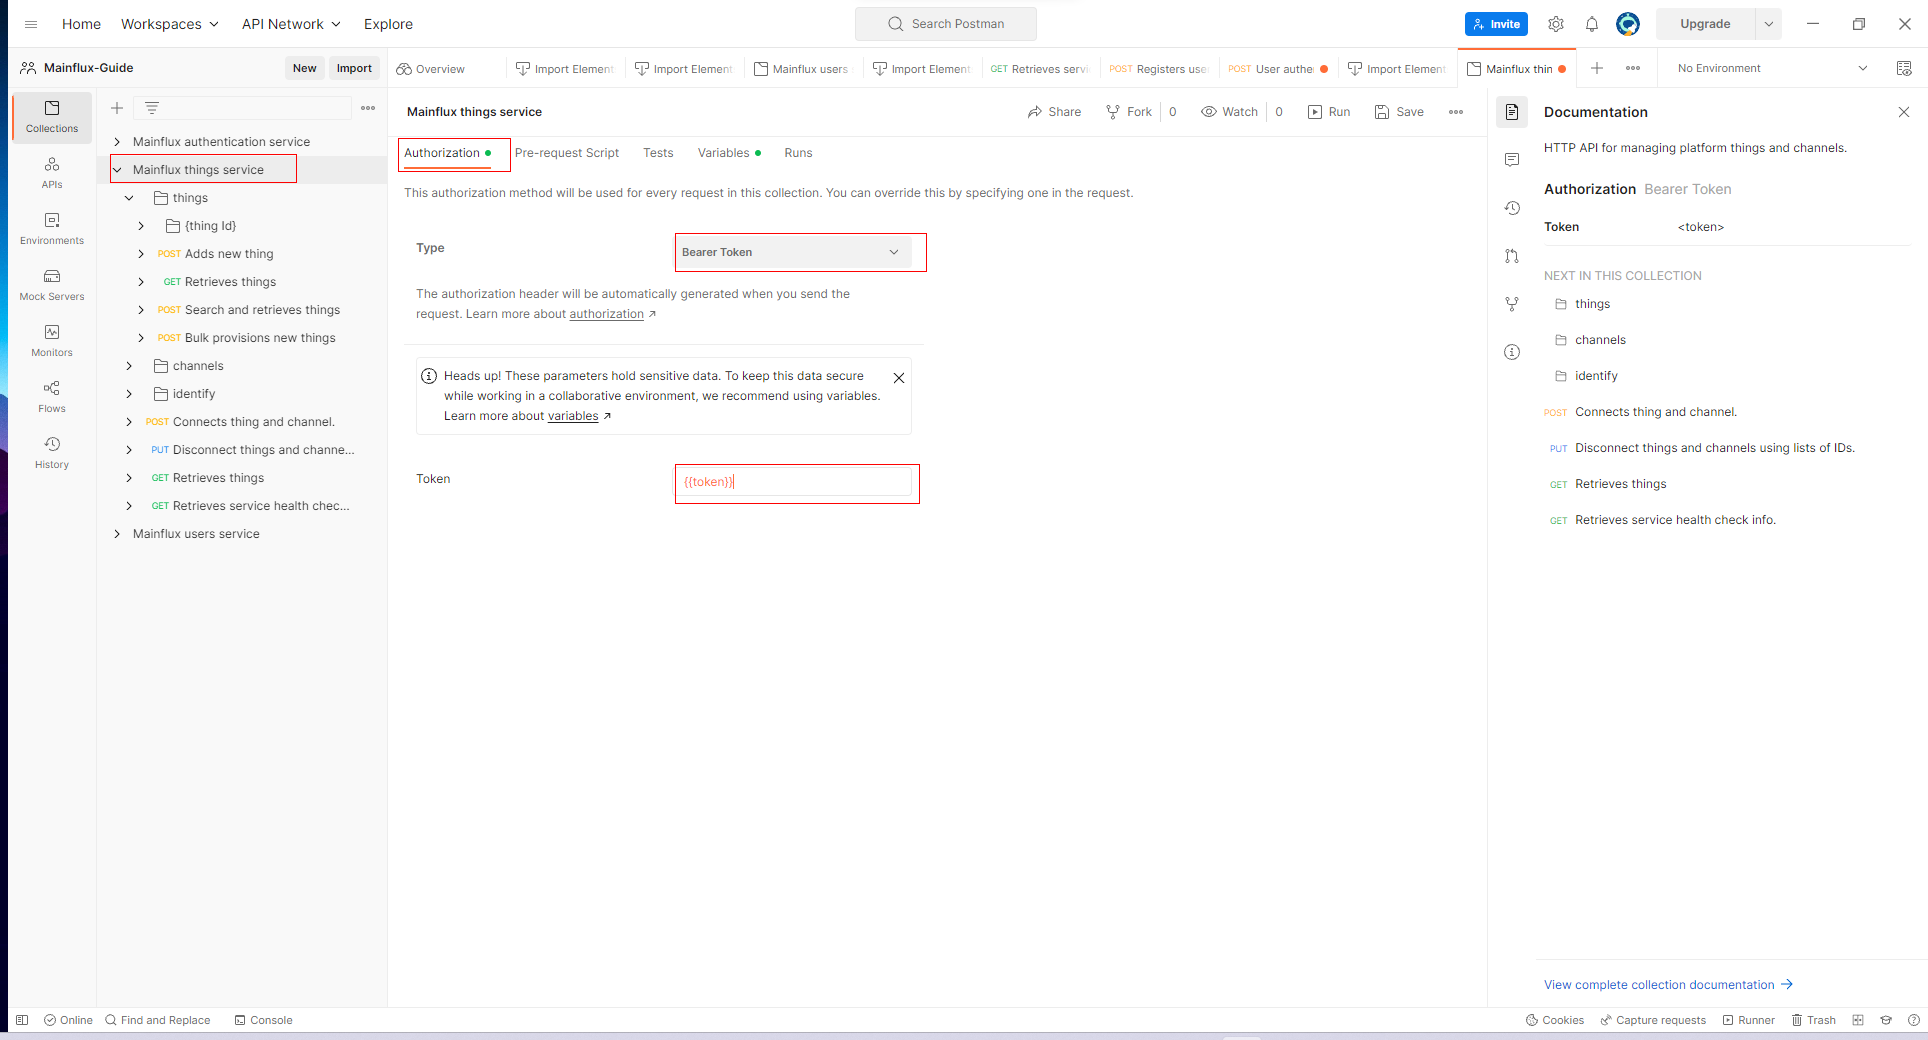 Home Workspaces API Network Explore Search Postman Invite Upgrade
Mainflux-Guide New Import Overview Import Element Import Element Mainflux users Import Element GET Retrieves servi POST Registers use POST User authe Import Element Mainflux thin No Environment
Collections
APIs
Environments
Mock Servers
Monitors
Flows
History
Mainflux authentication service
Mainflux things service
things
{thing Id}
POST Adds new thing
GET Retrieves things
POST Search and retrieves things
POST Bulk provisions new things
channels
identify
POST Connects thing and channel.
PUT Disconnect things and channe...
GET Retrieves things
GET Retrieves service health chec...
Mainflux users service
Mainflux things service Share Fork 0 Watch 0 Run Save
Authorization Pre-request Script Tests Variables Runs
This authorization method will be used for every request in this collection. You can override this by specifying one in the request.
Type Bearer Token
The authorization header will be automatically generated when you send the
request. Learn more about authorization ↗
Heads up! These parameters hold sensitive data. To keep this data secure
while working in a collaborative environment, we recommend using variables.
Learn more about variables ↗
Token {{token}}
Documentation
HTTP API for managing platform things and channels.
Authorization Bearer Token
Token <token>
NEXT IN THIS COLLECTION
things
channels
identify
POST Connects thing and channel.
PUT Disconnect things and channels using lists of IDs.
GET Retrieves things
GET Retrieves service health check info.
View complete collection documentation →
Online Find and Replace Console Cookies Capture requests Runner Trash